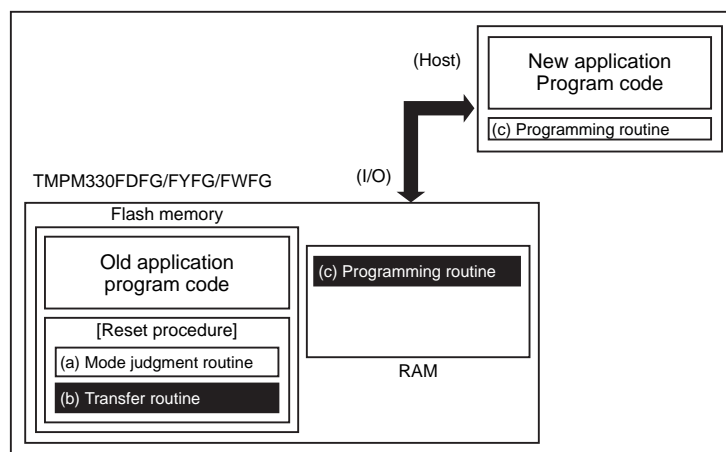 (Host)
New application
Program code
(c) Programming routine
(I/O)
TMPM330FDFG/FYFG/FWFG
Flash memory
Old application
program code
[Reset procedure]
(a) Mode judgment routine
(b) Transfer routine
(c) Programming routine
RAM